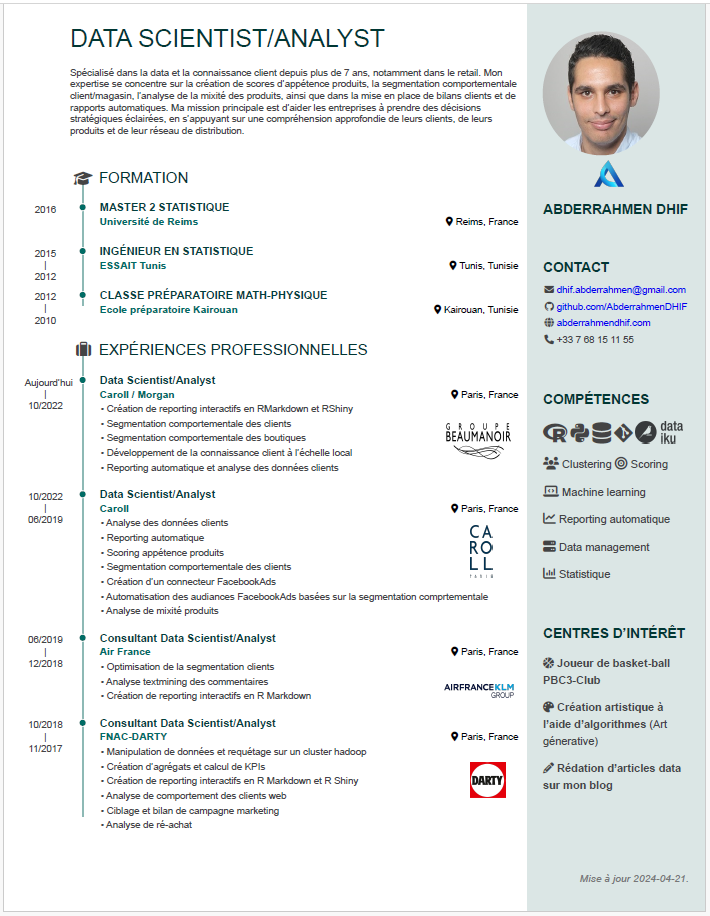 DATA SCIENTIST/ANALYST
Spécialisé dans la data et la connaissance client depuis plus de 7 ans, notamment dans le retail. Mon
expertise se concentre sur la création de scores d'appétence produits, la segmentation comportementale
client/magasin, l'analyse de la mixité des produits, ainsi que dans la mise en place de bilans clients et de
rapports automatiques. Ma mission principale est d'aider les entreprises à prendre des décisions
stratégiques éclairées, en s'appuyant sur une compréhension approfondie de leurs clients, de leurs
produits et de leur réseau de distribution.
FORMATION
2016
MASTER 2 STATISTIQUE
Université de Reims
Reims, France
2015
|
2012
INGÉNIEUR EN STATISTIQUE
ESSAIT Tunis
Tunis, Tunisie
2012
|
2010
CLASSE PRÉPARATOIRE MATH-PHYSIQUE
Ecole préparatoire Kairouan
Kairouan, Tunisie
EXPÉRIENCES PROFESSIONNELLES
Aujourd'hui
|
10/2022
Data Scientist/Analyst
Caroll / Morgan
Paris, France
• Création de reporting interactifs en RMarkdown et RShiny
• Segmentation comportementale des clients
• Segmentation comportementale des boutiques
• Développement de la connaissance client à l'échelle local
• Reporting automatique et analyse des données clients
GROUPE
BEAUMANOIR
10/2022
|
06/2019
Data Scientist/Analyst
Caroll
Paris, France
• Analyse des données clients
• Reporting automatique
• Scoring appétence produits
• Segmentation comportementale des clients
• Création d'un connecteur FacebookAds
• Automatisation des audiances FacebookAds basées sur la segmentation comprtementale
• Analyse de mixité produits
CA
RO
LL
PARIS
06/2019
|
12/2018
Consultant Data Scientist/Analyst
Air France
Paris, France
• Optimisation de la segmentation clients
• Analyse textmining des commentaires
• Création de reporting interactifs en R Markdown
AIRFRANCEKLM
GROUP
10/2018
|
11/2017
Consultant Data Scientist/Analyst
FNAC-DARTY
Paris, France
• Manipulation de données et requêtage sur un cluster hadoop
• Création d'agrégats et calcul de KPIs
• Création de reporting interactifs en R Markdown et R Shiny
• Analyse de comportement des clients web
• Ciblage et bilan de campagne marketing
• Analyse de ré-achat
DARTY
ABDERRAHMEN DHIF
CONTACT
dhif.abderrahmen@gmail.com
github.com/AbderrahmenDHIF
abderrahmendhif.com
+33 7 68 15 11 55
COMPÉTENCES
R
data
iku
Clustering Scoring
Machine learning
Reporting automatique
Data management
Statistique
CENTRES D'INTÉRÊT
Joueur de basket-ball
PBC3-Club
Création artistique à
l'aide d'algorithmes (Art
génerative)
Rédation d'articles data
sur mon blog
Mise à jour 2024-04-21.